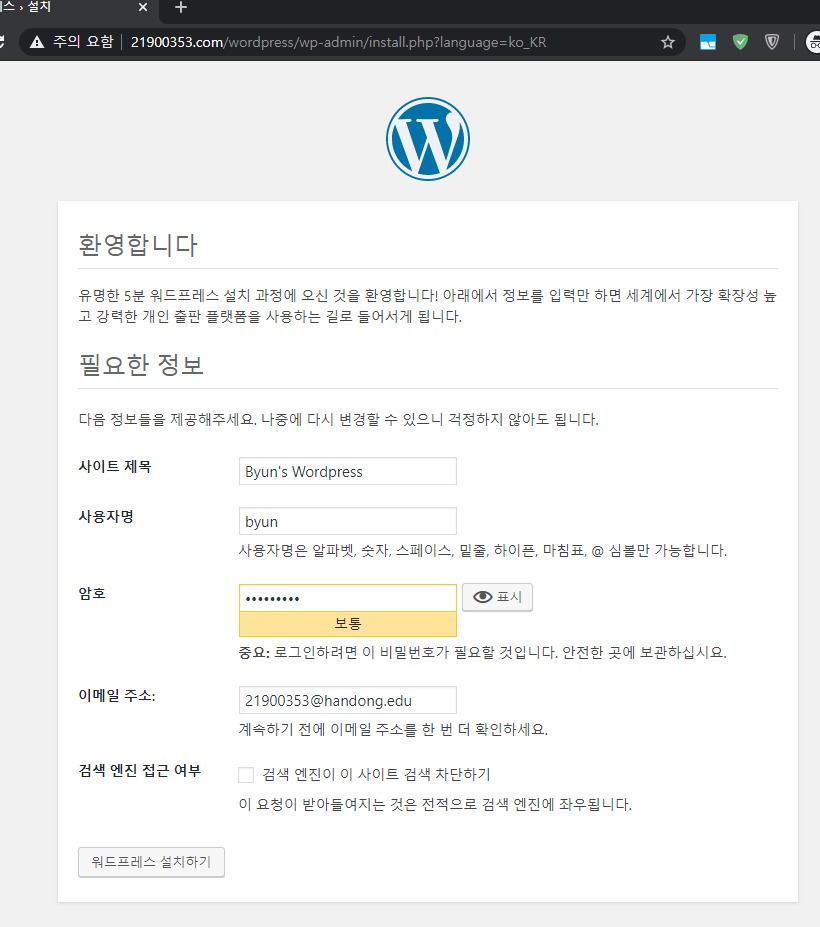 스 › 설치
주의 요함 21900353.com/wordpress/wp-admin/install.php?language=ko_KR
환영합니다
유명한 5분 워드프레스 설치 과정에 오신 것을 환영합니다! 아래에서 정보를 입력만 하면 세계에서 가장 확장성 높
고 강력한 개인 출판 플랫폼을 사용하는 길로 들어서게 됩니다.
필요한 정보
다음 정보들을 제공해주세요. 나중에 다시 변경할 수 있으니 걱정하지 않아도 됩니다.
사이트 제목 Byun's Wordpress
사용자명 byun
사용자명은 알파벳, 숫자, 스페이스, 밑줄, 하이픈, 마침표, @ 심볼만 가능합니다.
암호 ••••••••• 표시
보통
중요: 로그인하려면 이 비밀번호가 필요할 것입니다. 안전한 곳에 보관하십시요.
이메일 주소: 21900353@handong.edu
계속하기 전에 이메일 주소를 한 번 더 확인하세요.
검색 엔진 접근 여부 검색 엔진이 이 사이트 검색 차단하기
이 요청이 받아들여지는 것은 전적으로 검색 엔진에 좌우됩니다.
워드프레스 설치하기